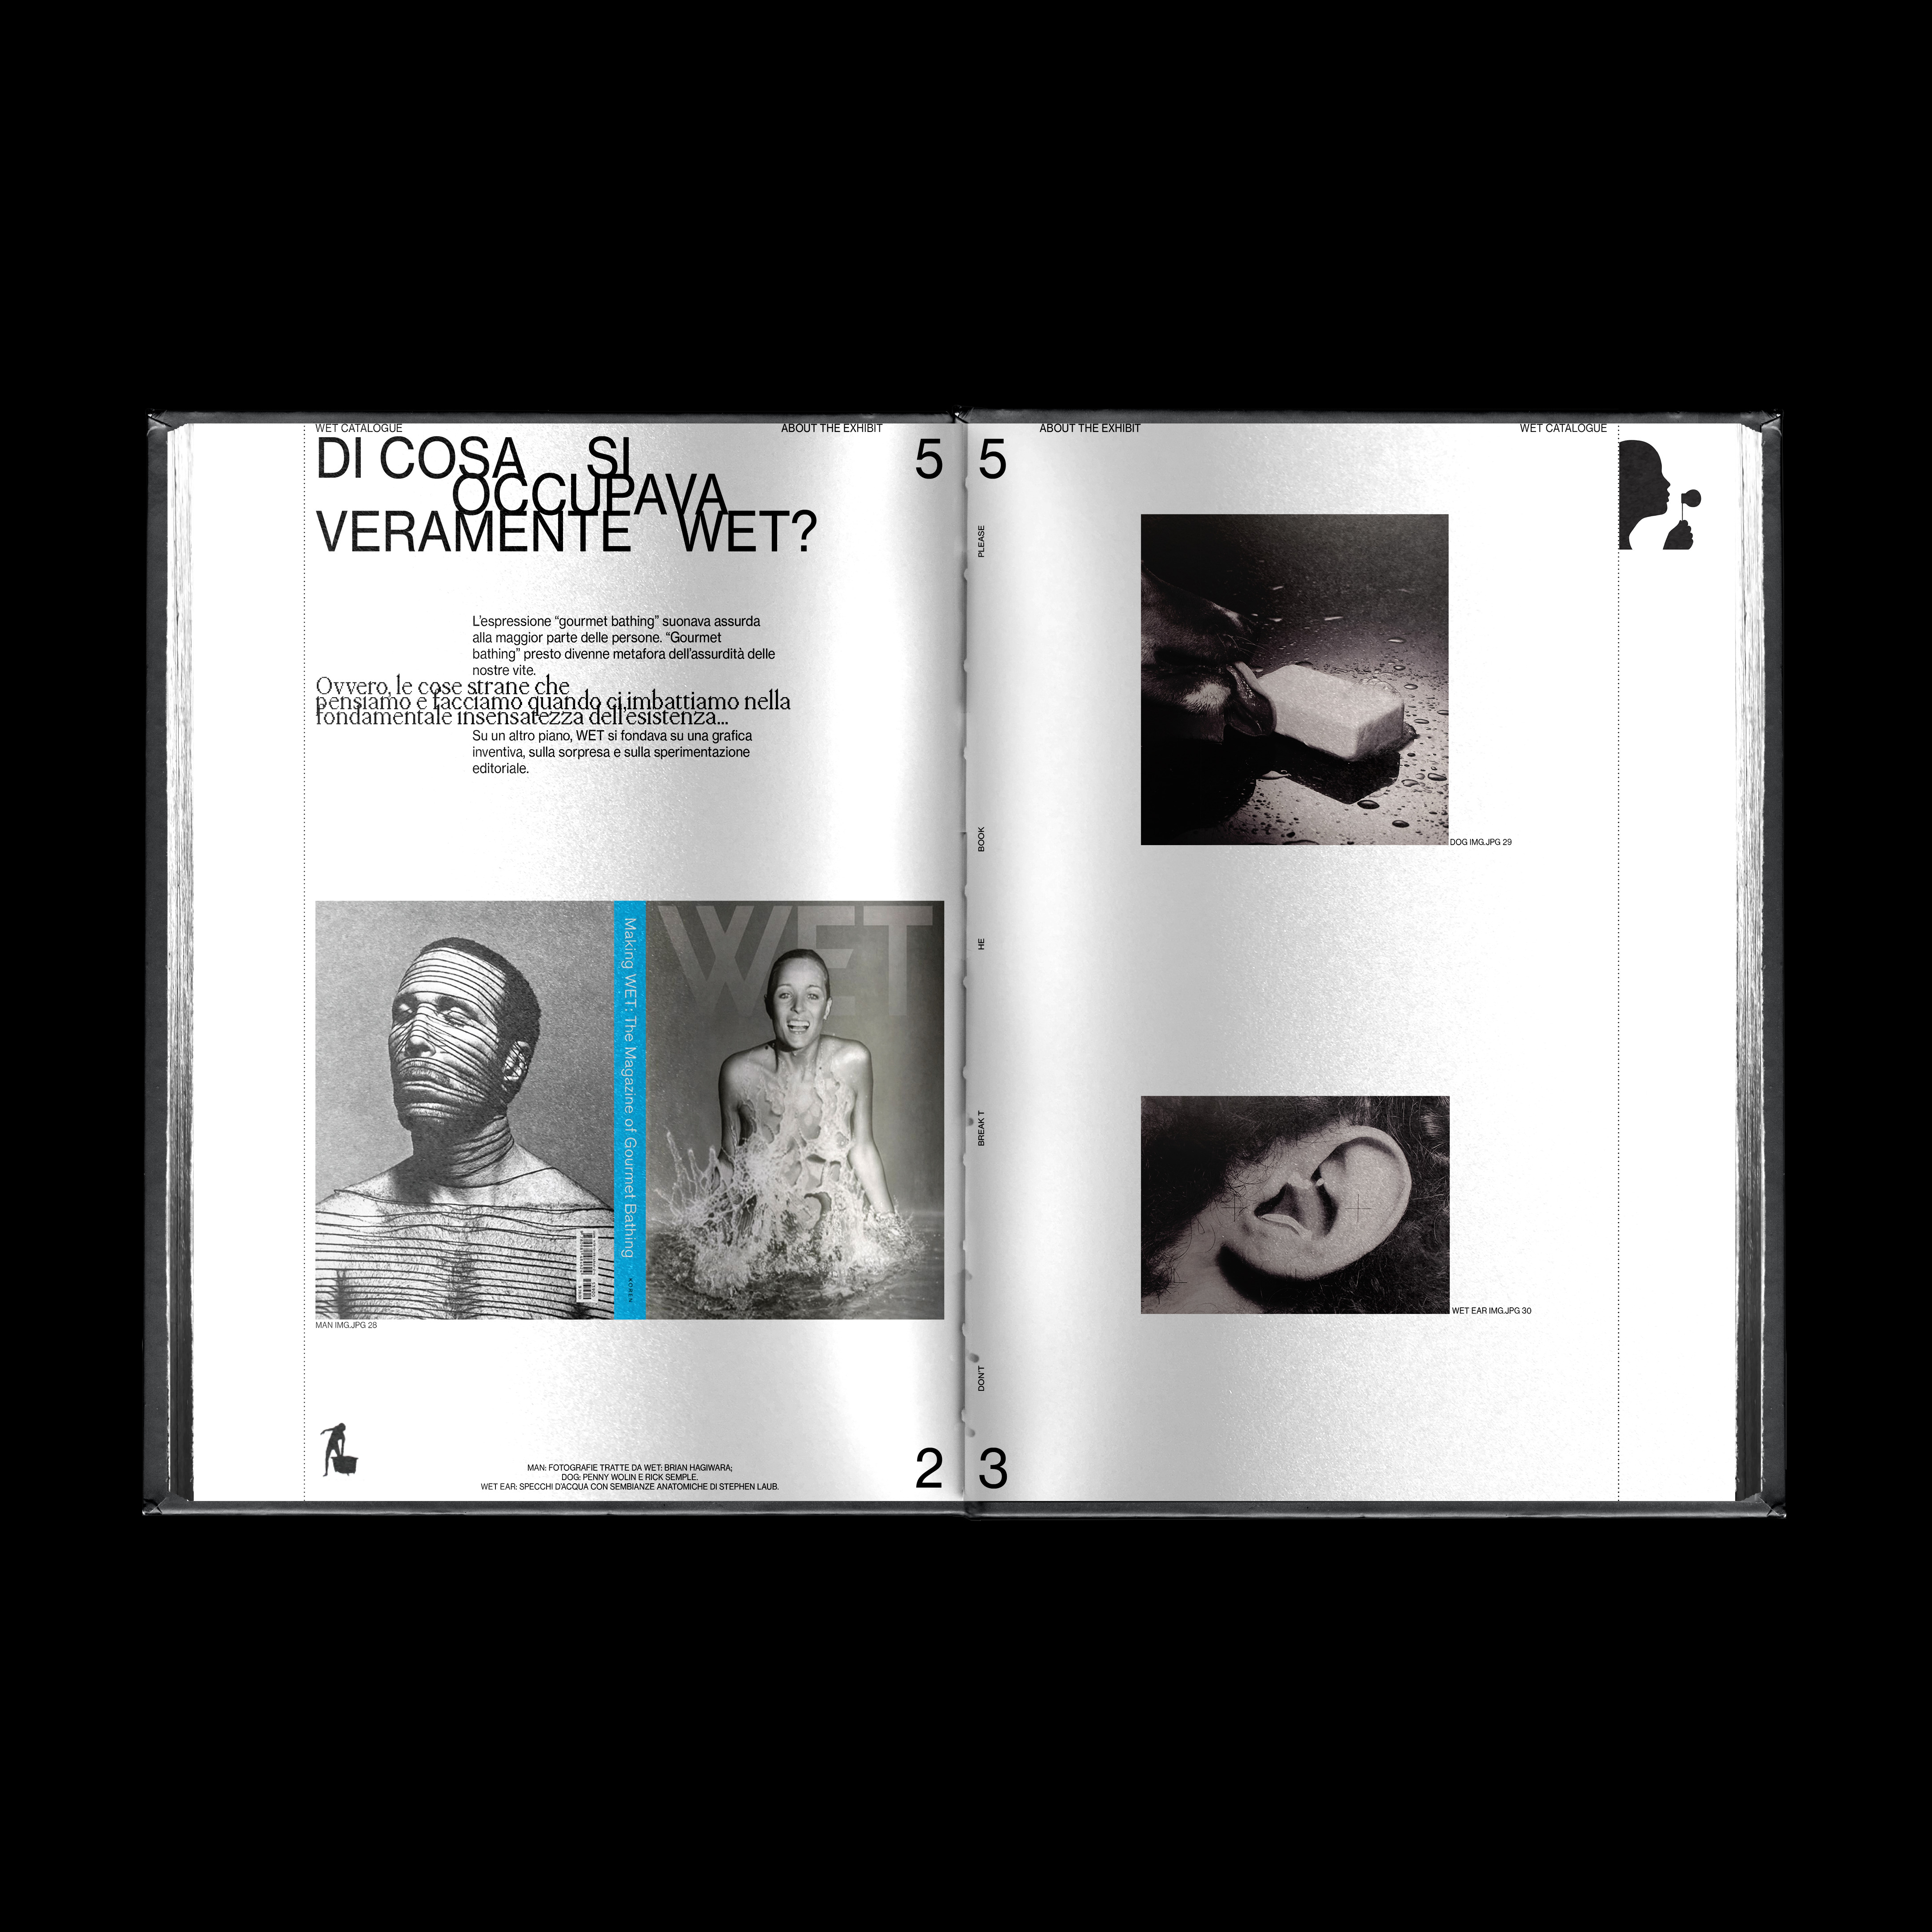 WET CATALOGUE
ABOUT THE EXHIBIT
5
DI COSA SI
OCCUPAVA
VERAMENTE WET?
L’espressione “gourmet bathing” suonava assurda
alla maggior parte delle persone. “Gourmet
bathing” presto divenne metafora dell’assurdità delle
nostre vite.
Ovvero, le cose strane che
pensiamo e facciamo quando ci imbattiamo nella
fondamentale insensatezza dell’esistenza...
Su un altro piano, WET si fondava su una grafica
inventiva, sulla sorpresa e sulla sperimentazione
editoriale.
Making WET: The Magazine of Gourmet Bathing
KOREN
WET
MAN IMG.JPG 28
MAN: FOTOGRAFIE TRATTE DA WET: BRIAN HAGIWARA;
DOG: PENNY WOLIN E RICK SEMPLE.
WET EAR: SPECCHI D’ACQUA CON SEMBIANZE ANATOMICHE DI STEPHEN LAUB.
2
ABOUT THE EXHIBIT
WET CATALOGUE
5
PLEASE
BOOK
HE
BREAK T
DON'T
DOG IMG.JPG 29
WET EAR IMG.JPG 30
3